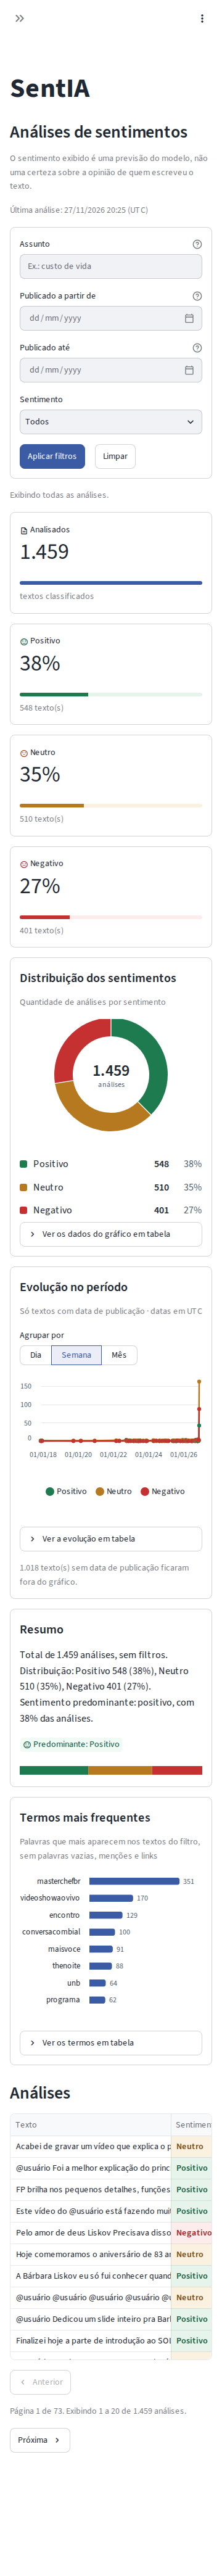 SentIA
Análises de sentimentos
O sentimento exibido é uma previsão do modelo, não
uma certeza sobre a opinião de quem escreveu o
texto.
Última análise: 27/11/2026 20:25 (UTC)
Assunto
Ex.: custo de vida
Publicado a partir de
dd/mm/yyyy
Publicado até
dd/mm/yyyy
Sentimento
Todos
Aplicar filtros
Limpar
Exibindo todas as análises.
Analisados
1.459
textos classificados
Positivo
38%
548 texto(s)
Neutro
35%
510 texto(s)
Negativo
27%
401 texto(s)
Distribuição dos sentimentos
Quantidade de análises por sentimento
1.459
análises
Positivo 548 38%
Neutro 510 35%
Negativo 401 27%
Ver os dados do gráfico em tabela
Evolução no período
Só textos com data de publicação · datas em UTC
Agrupar por
Dia Semana Mês
150
100
50
0
01/01/18 01/01/20 01/01/22 01/01/24 01/01/26
Positivo Neutro Negativo
Ver a evolução em tabela
1.018 texto(s) sem data de publicação ficaram
fora do gráfico.
Resumo
Total de 1.459 análises, sem filtros.
Distribuição: Positivo 548 (38%), Neutro
510 (35%), Negativo 401 (27%).
Sentimento predominante: positivo, com
38% das análises.
Predominante: Positivo
Termos mais frequentes
Palavras que mais aparecem nos textos do filtro,
sem palavras vazias, menções e links
masterchefbr 351
videoshowaovivo 170
encontro 129
conversacombial 100
maisvoce 91
thenoite 88
unb 64
programa 62
Ver os termos em tabela
Análises
Texto Sentimen
Acabei de gravar um vídeo que explica o p Neutro
@usuário Foi a melhor explicação do princ Positivo
FP brilha nos pequenos detalhes, funções Positivo
Este vídeo do @usuário está fazendo mui Positivo
Pelo amor de deus Liskov Precisava disso Negativo
Hoje comemoramos o aniversário de 83 a Neutro
A Bárbara Liskov eu só fui conhecer quand Positivo
@usuário @usuário @usuário @usuário @u Neutro
@usuário Dedicou um slide inteiro pra Bar Positivo
Finalizei hoje a parte de introdução ao SOL Positivo
Anterior
Página 1 de 73. Exibindo 1 a 20 de 1.459 análises.
Próxima